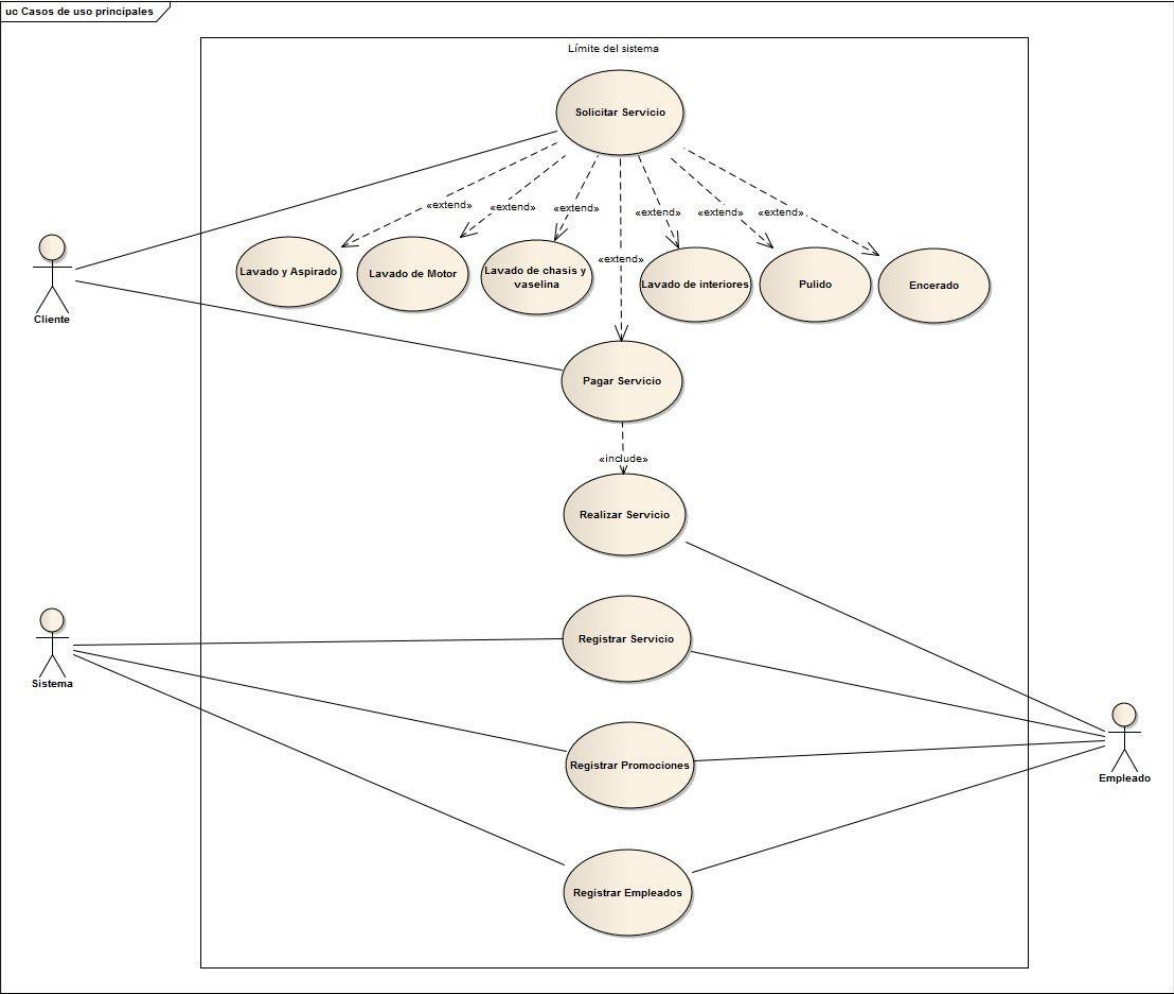 uc Casos de uso principales
Límite del sistema
Solicitar Servicio
«extend»
«extend»
«extend»
«extend»
«extend»
«extend»
«extend»
Lavado y Aspirado
Lavado de Motor
Lavado de chasis y
vaselina
Lavado de interiores
Pulido
Encerado
Cliente
Pagar Servicio
«include»
Realizar Servicio
Registrar Servicio
Sistema
Registrar Promociones
Empleado
Registrar Empleados